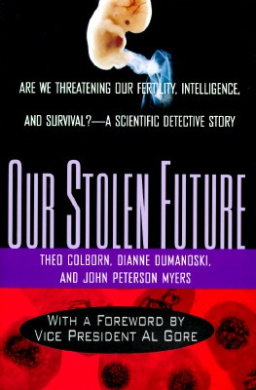 ARE WE THREATENING OUR FERTILITY, INTELLIGENCE,
AND SURVIVAL?—A SCIENTIFIC DETECTIVE STORY
OUR STOLEN FUTURE
THEO COLBORN, DIANNE DUMANOSKI,
AND JOHN PETERSON MYERS
WITH A FOREWORD BY
VICE PRESIDENT AL GORE